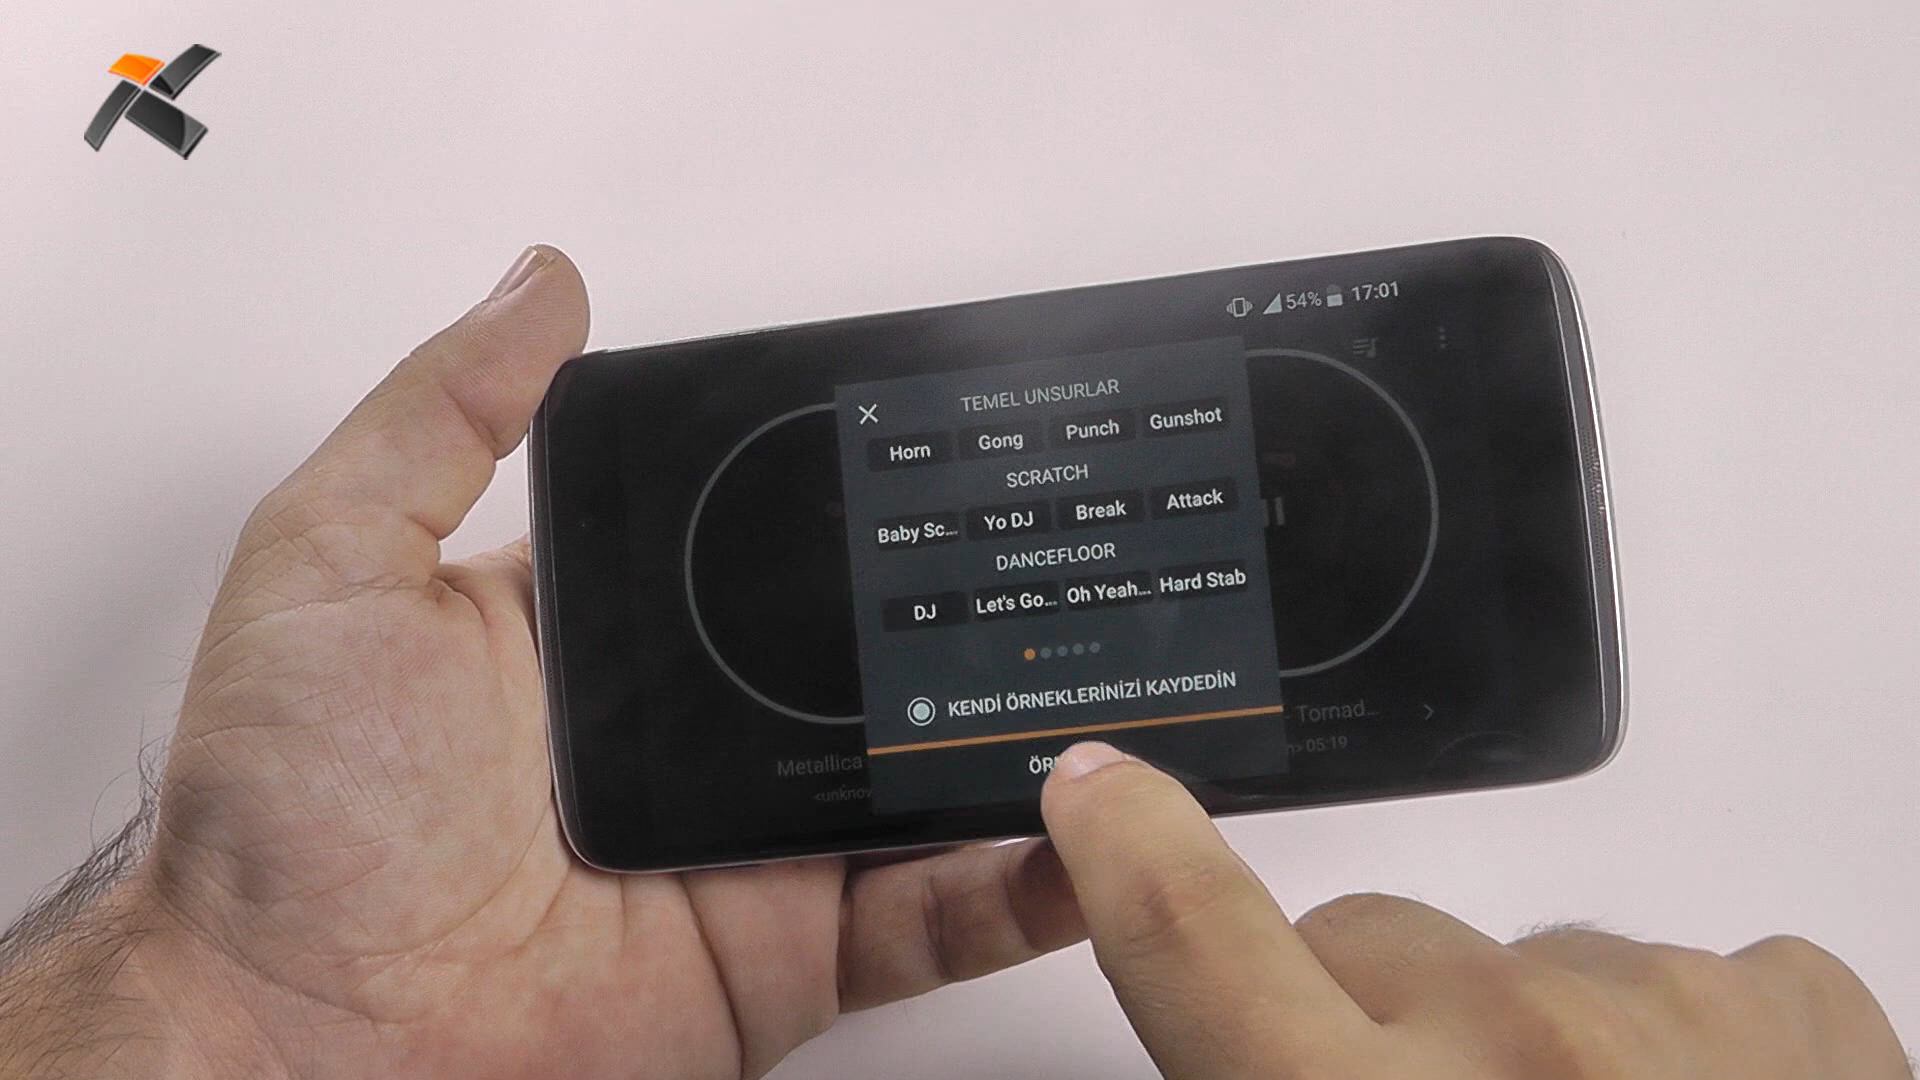 54% 17:01
TEMEL UNSURLAR
Horn Gong Punch Gunshot
SCRATCH
Baby Sc... Yo DJ Break Attack
DANCEFLOOR
DJ Let's Go... Oh Yeah... Hard Stab
KENDİ ÖRNEKLERİNİZİ KAYDEDİN
Metallica - Tornad...
05:19